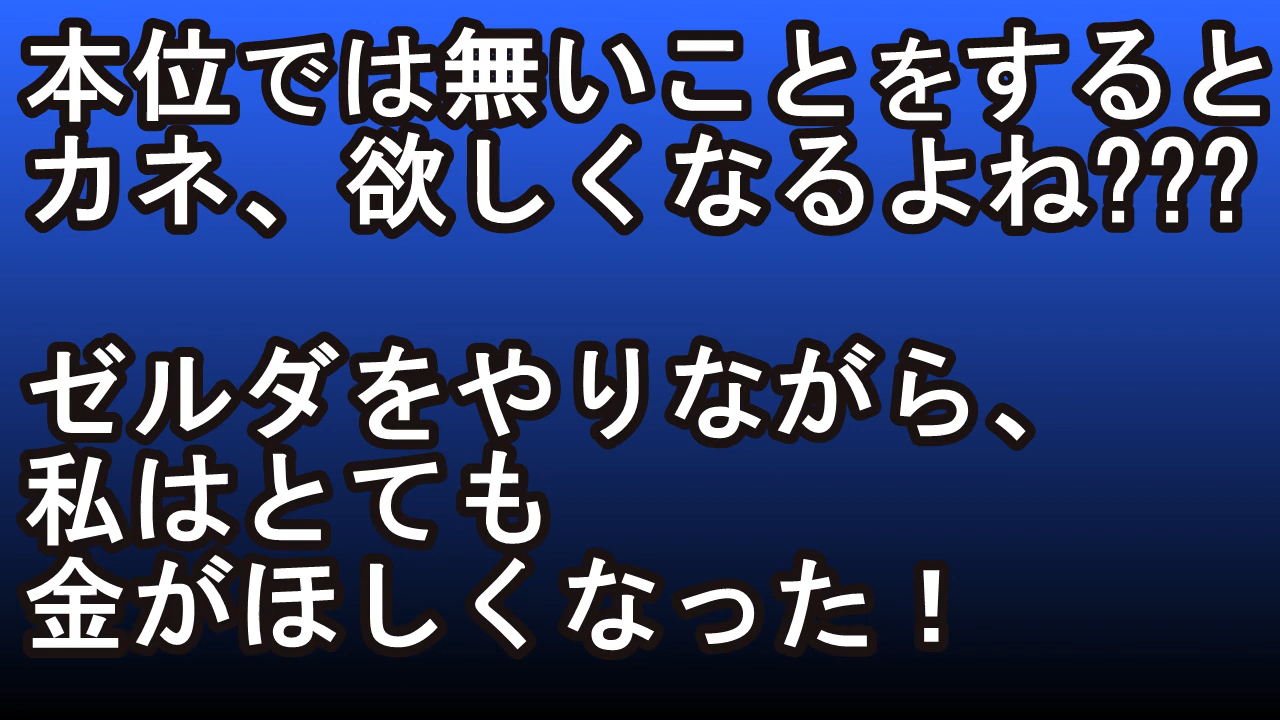 本位では無いことをすると
カネ、欲しくなるよね???
ゼルダをやりながら、
私はとても
金がほしくなった！